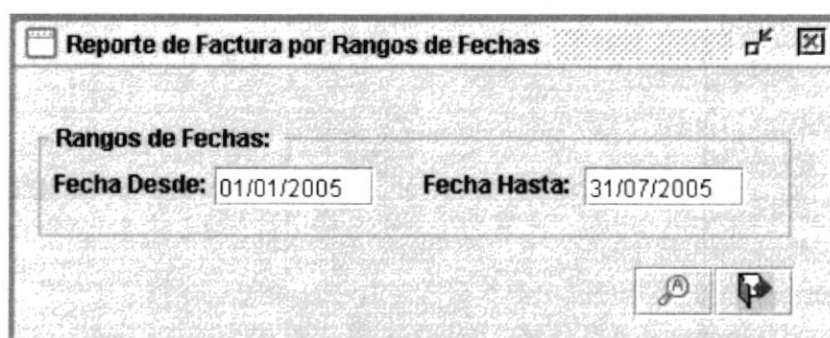 Reporte de Factura por Rangos de Fechas
Rangos de Fechas:
Fecha Desde: 01/01/2005 Fecha Hasta: 31/07/2005